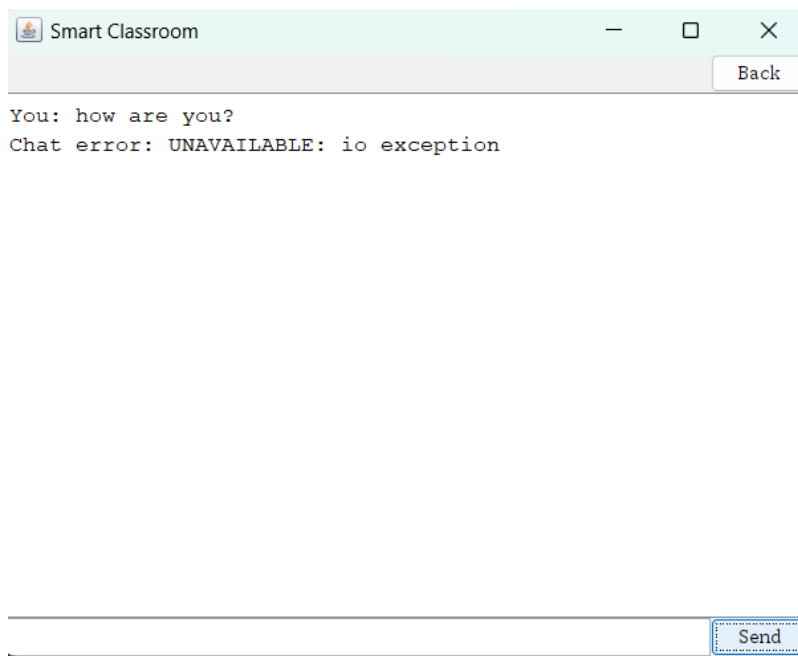 Smart Classroom
Back
You: how are you?
Chat error: UNAVAILABLE: io exception
Send